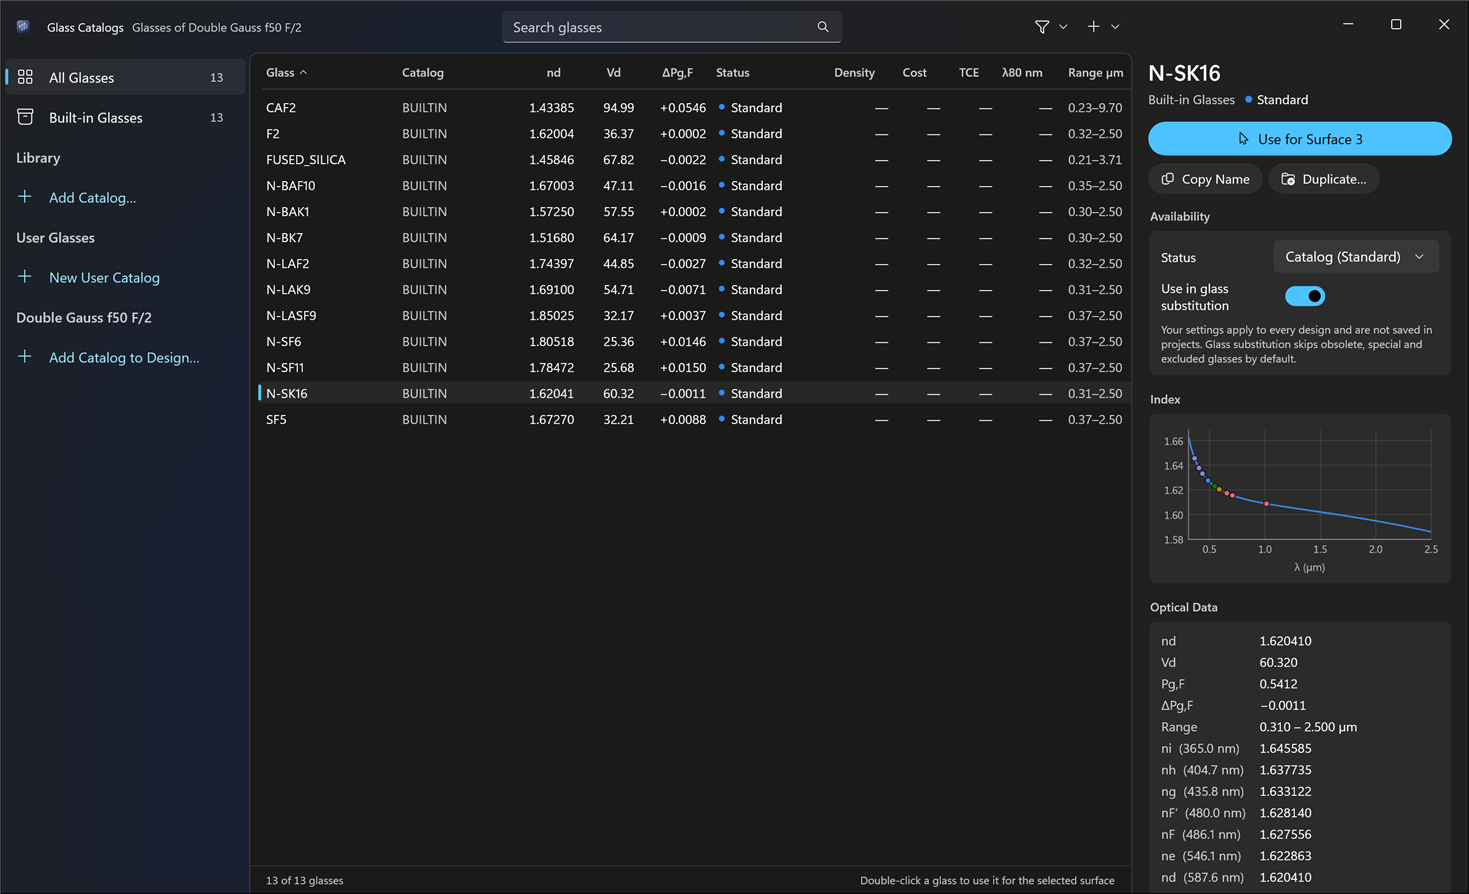 Glass Catalogs Glasses of Double Gauss f50 F/2
Search glasses
All Glasses 13
Built-in Glasses 13
Library
Add Catalog...
User Glasses
New User Catalog
Double Gauss f50 F/2
Add Catalog to Design...
Glass Catalog nd Vd ΔPg,F Status Density Cost TCE λ80 nm Range µm
CAF2 BUILTIN 1.43385 94.99 +0.0546 Standard — — — — 0.23–9.70
F2 BUILTIN 1.62004 36.37 +0.0002 Standard — — — — 0.32–2.50
FUSED_SILICA BUILTIN 1.45846 67.82 −0.0022 Standard — — — — 0.21–3.71
N-BAF10 BUILTIN 1.67003 47.11 −0.0016 Standard — — — — 0.35–2.50
N-BAK1 BUILTIN 1.57250 57.55 +0.0002 Standard — — — — 0.30–2.50
N-BK7 BUILTIN 1.51680 64.17 −0.0009 Standard — — — — 0.30–2.50
N-LAF2 BUILTIN 1.74397 44.85 −0.0027 Standard — — — — 0.32–2.50
N-LAK9 BUILTIN 1.69100 54.71 −0.0071 Standard — — — — 0.31–2.50
N-LASF9 BUILTIN 1.85025 32.17 +0.0037 Standard — — — — 0.37–2.50
N-SF6 BUILTIN 1.80518 25.36 +0.0146 Standard — — — — 0.37–2.50
N-SF11 BUILTIN 1.78472 25.68 +0.0150 Standard — — — — 0.37–2.50
N-SK16 BUILTIN 1.62041 60.32 −0.0011 Standard — — — — 0.31–2.50
SF5 BUILTIN 1.67270 32.21 +0.0088 Standard — — — — 0.37–2.50
13 of 13 glasses
Double-click a glass to use it for the selected surface
N-SK16
Built-in Glasses Standard
Use for Surface 3
Copy Name Duplicate...
Availability
Status Catalog (Standard)
Use in glass
substitution
Your settings apply to every design and are not saved in
projects. Glass substitution skips obsolete, special and
excluded glasses by default.
Index
1.66
1.64
1.62
1.60
1.58
0.5 1.0 1.5 2.0 2.5
λ (µm)
Optical Data
nd 1.620410
Vd 60.320
Pg,F 0.5412
ΔPg,F −0.0011
Range 0.310 – 2.500 µm
ni (365.0 nm) 1.645585
nh (404.7 nm) 1.637735
ng (435.8 nm) 1.633122
nF' (480.0 nm) 1.628140
nF (486.1 nm) 1.627556
ne (546.1 nm) 1.622863
nd (587.6 nm) 1.620410